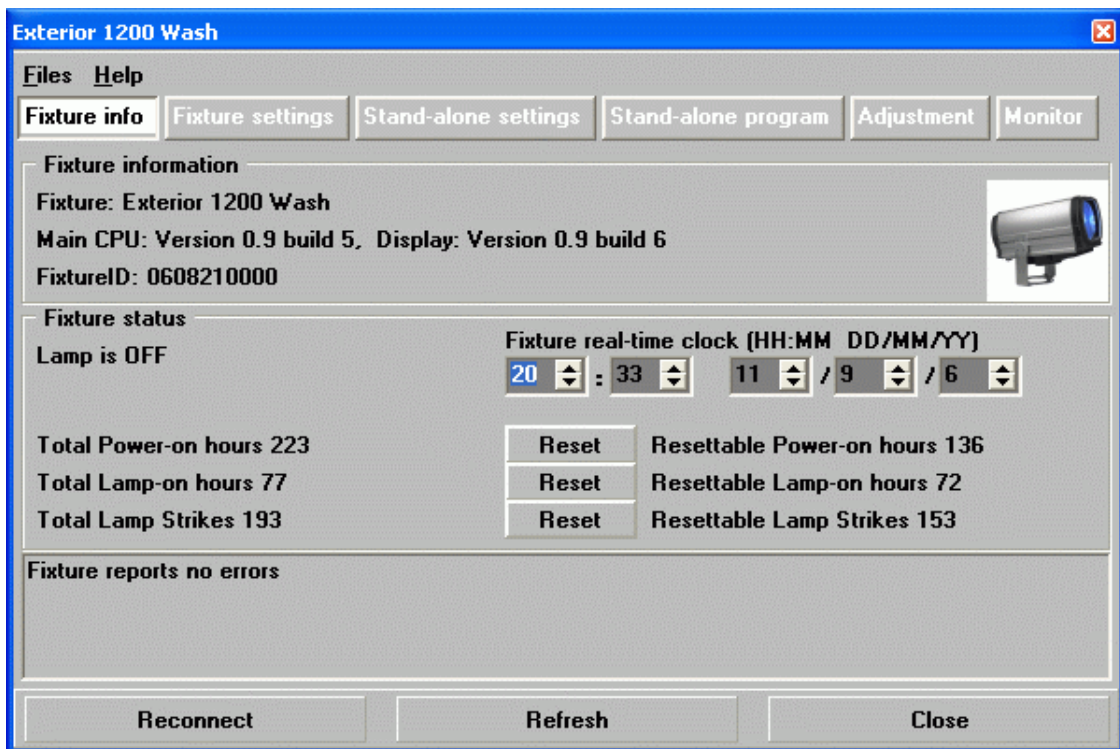 Exterior 1200 Wash
Files Help
Fixture info Fixture settings Stand-alone settings Stand-alone program Adjustment Monitor
Fixture information
Fixture: Exterior 1200 Wash
Main CPU: Version 0.9 build 5, Display: Version 0.9 build 6
FixtureID: 0608210000
Fixture status
Lamp is OFF
Fixture real-time clock (HH:MM DD/MM/YY)
20 : 33 11 / 9 / 6
Total Power-on hours 223 Reset Resettable Power-on hours 136
Total Lamp-on hours 77 Reset Resettable Lamp-on hours 72
Total Lamp Strikes 193 Reset Resettable Lamp Strikes 153
Fixture reports no errors
Reconnect Refresh Close